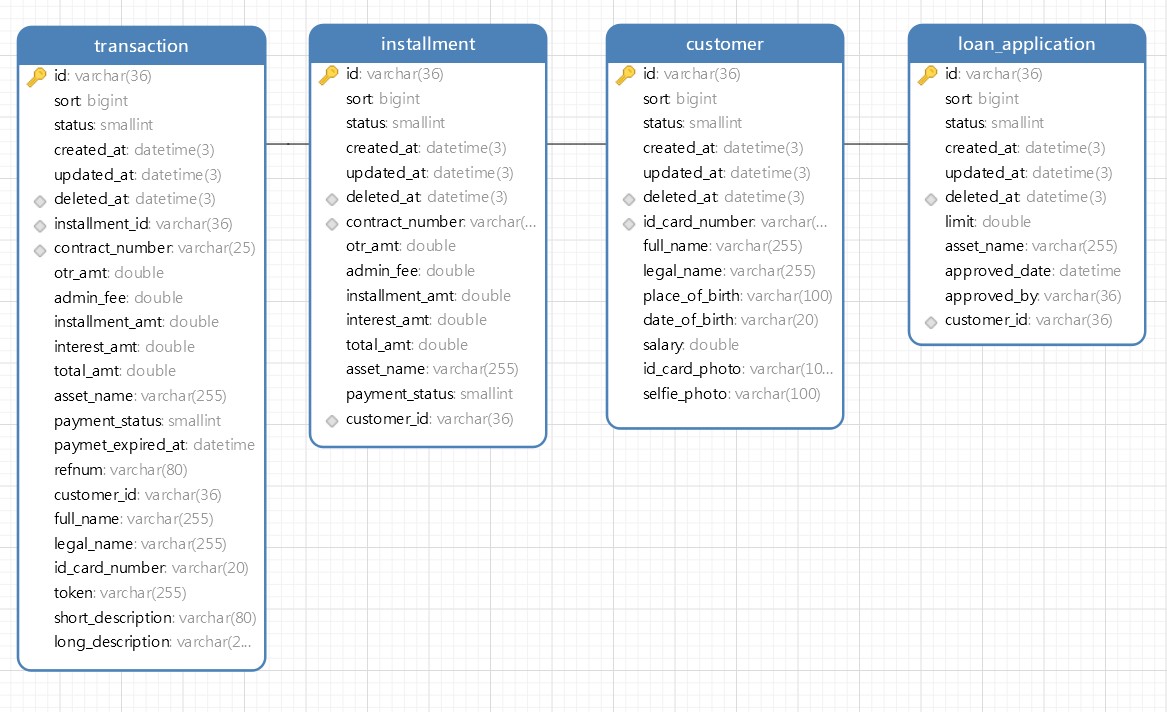 transaction
id: varchar(36)
sort: bigint
status: smallint
created_at: datetime(3)
updated_at: datetime(3)
deleted_at: datetime(3)
installment_id: varchar(36)
contract_number: varchar(25)
otr_amt: double
admin_fee: double
installment_amt: double
interest_amt: double
total_amt: double
asset_name: varchar(255)
payment_status: smallint
paymet_expired_at: datetime
refnum: varchar(80)
customer_id: varchar(36)
full_name: varchar(255)
legal_name: varchar(255)
id_card_number: varchar(20)
token: varchar(255)
short_description: varchar(80)
long_description: varchar(2...
installment
id: varchar(36)
sort: bigint
status: smallint
created_at: datetime(3)
updated_at: datetime(3)
deleted_at: datetime(3)
contract_number: varchar(...
otr_amt: double
admin_fee: double
installment_amt: double
interest_amt: double
total_amt: double
asset_name: varchar(255)
payment_status: smallint
customer_id: varchar(36)
customer
id: varchar(36)
sort: bigint
status: smallint
created_at: datetime(3)
updated_at: datetime(3)
deleted_at: datetime(3)
id_card_number: varchar(...
full_name: varchar(255)
legal_name: varchar(255)
place_of_birth: varchar(100)
date_of_birth: varchar(20)
salary: double
id_card_photo: varchar(10...
selfie_photo: varchar(100)
loan_application
id: varchar(36)
sort: bigint
status: smallint
created_at: datetime(3)
updated_at: datetime(3)
deleted_at: datetime(3)
limit: double
asset_name: varchar(255)
approved_date: datetime
approved_by: varchar(36)
customer_id: varchar(36)